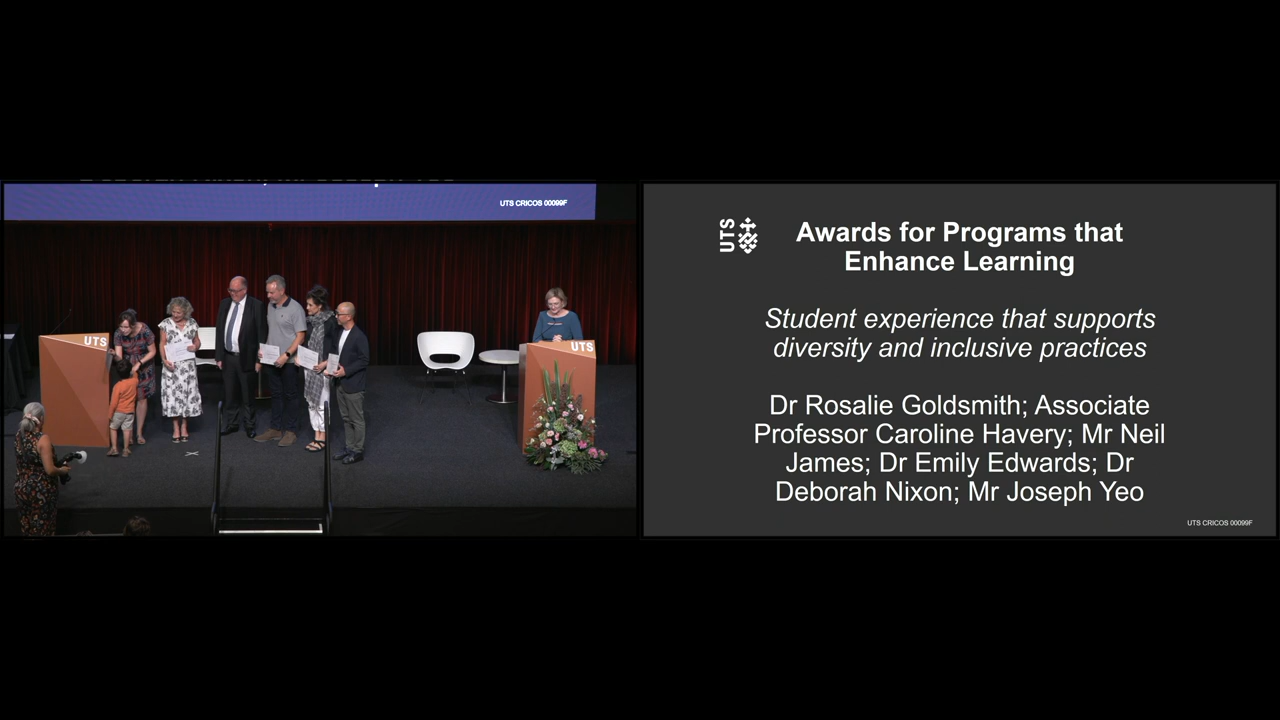 UTS CRICOS 00099F
UTS
UTS
UTS
Awards for Programs that
Enhance Learning
Student experience that supports
diversity and inclusive practices
Dr Rosalie Goldsmith; Associate
Professor Caroline Havery; Mr Neil
James; Dr Emily Edwards; Dr
Deborah Nixon; Mr Joseph Yeo
UTS CRICOS 00099F